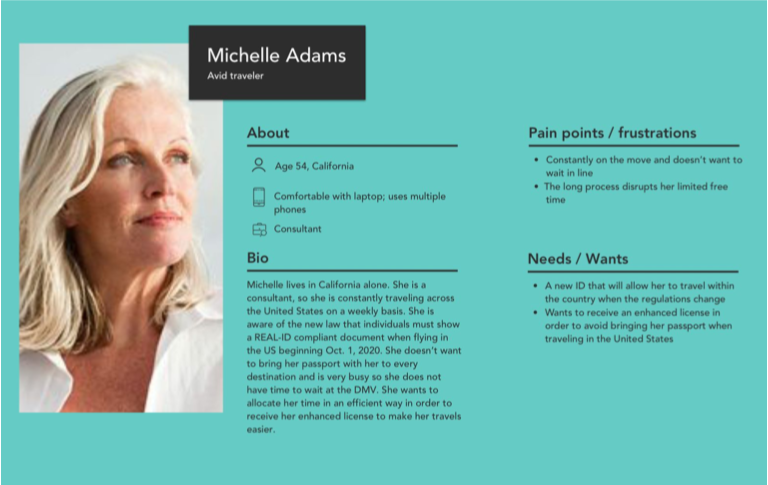 Michelle Adams
Avid traveler
About
Age 54, California
Comfortable with laptop; uses multiple
phones
Consultant
Bio
Michelle lives in California alone. She is a
consultant, so she is constantly traveling across
the United States on a weekly basis. She is
aware of the new law that individuals must show
a REAL-ID compliant document when flying in
the US beginning Oct. 1, 2020. She doesn't want
to bring her passport with her to every
destination and is very busy so she does not
have time to wait at the DMV. She wants to
allocate her time in an efficient way in order to
receive her enhanced license to make her travels
easier.
Pain points / frustrations
• Constantly on the move and doesn't want to
wait in line
• The long process disrupts her limited free
time
Needs / Wants
• A new ID that will allow her to travel within
the country when the regulations change
• Wants to receive an enhanced license in
order to avoid bringing her passport when
traveling in the United States